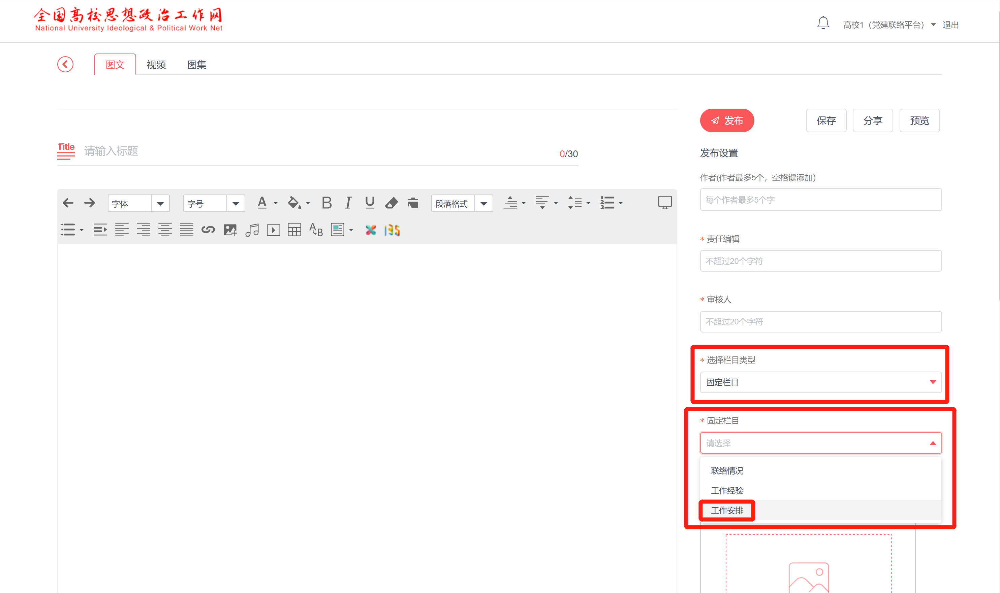 全国高校思想政治工作网
National University Ideological & Political Work Net
高校1（党建联络平台） 退出
图文 视频 图集
发布 保存 分享 预览
Title 请输入标题 0/30
发布设置
作者(作者最多5个，空格键添加)
每个作者最多5个字
字体 字号 A B I U 段落格式
A B 135
* 责任编辑
不超过20个字符
* 审核人
不超过20个字符
* 选择栏目类型
固定栏目
* 固定栏目
请选择
联络情况
工作经验
工作安排